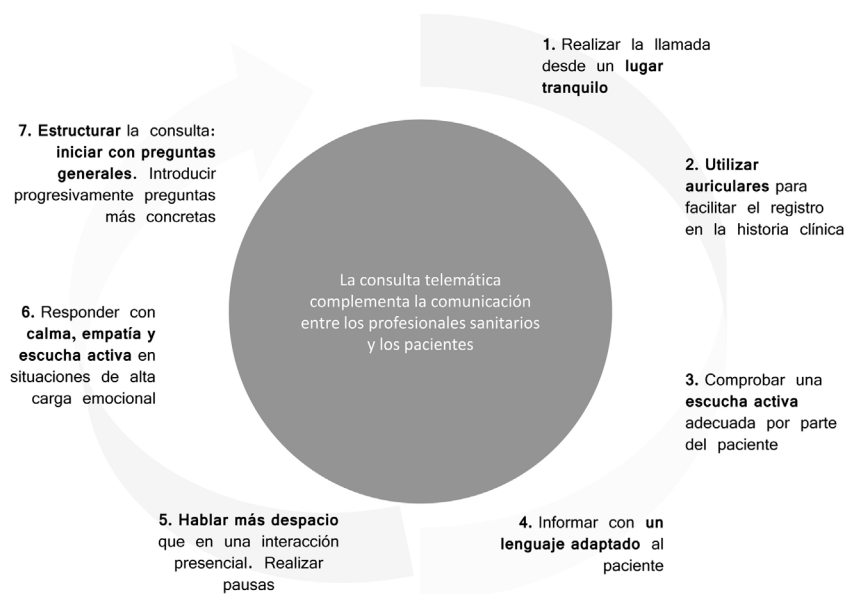 1. Realizar la llamada
desde un lugar
tranquilo
2. Utilizar
auriculares para
facilitar el registro
en la historia clínica
3. Comprobar una
escucha activa
adecuada por parte
del paciente
4. Informar con un
lenguaje adaptado al
paciente
5. Hablar más despacio
que en una interacción
presencial. Realizar
pausas
6. Responder con
calma, empatía y
escucha activa en
situaciones de alta
carga emocional
7. Estructurar la consulta:
iniciar con preguntas
generales. Introducir
progresivamente preguntas
más concretas
La consulta telemática
complementa la comunicación
entre los profesionales sanitarios
y los pacientes